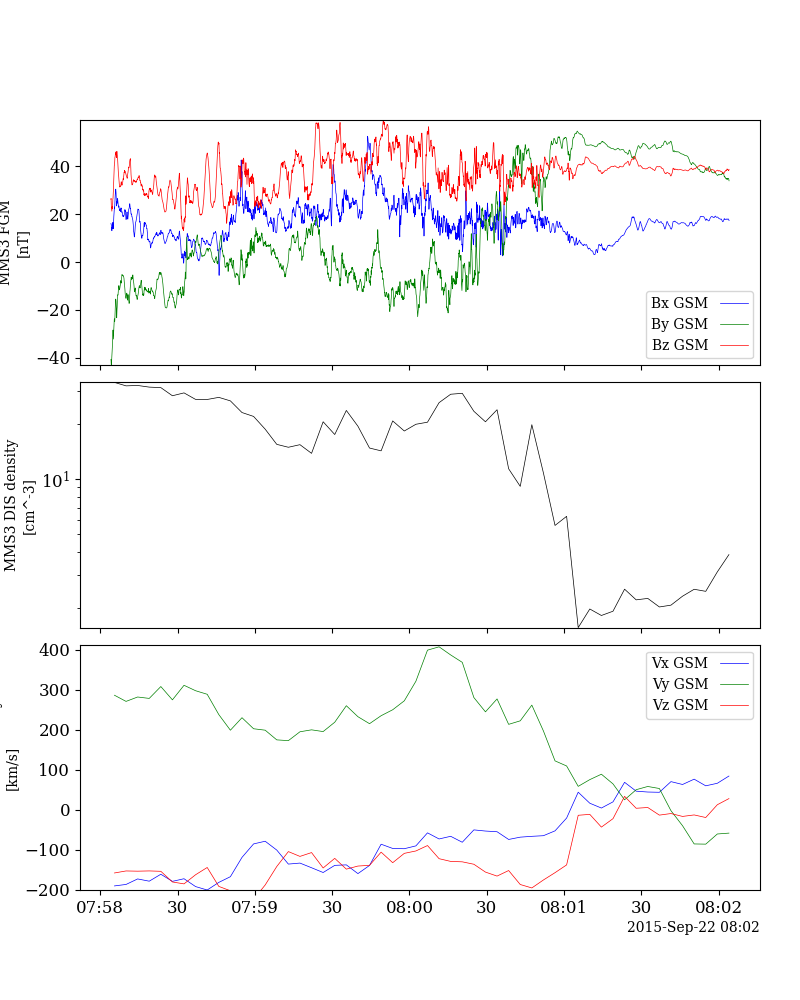 MMS3 FGM
[nT]
40
20
0
−20
−40
Bx GSM
By GSM
Bz GSM
MMS3 DIS density
[cm^-3]
10^1
[km/s]
400
300
200
100
0
−100
−200
Vx GSM
Vy GSM
Vz GSM
07:58 30 07:59 30 08:00 30 08:01 30 08:02
2015-Sep-22 08:02